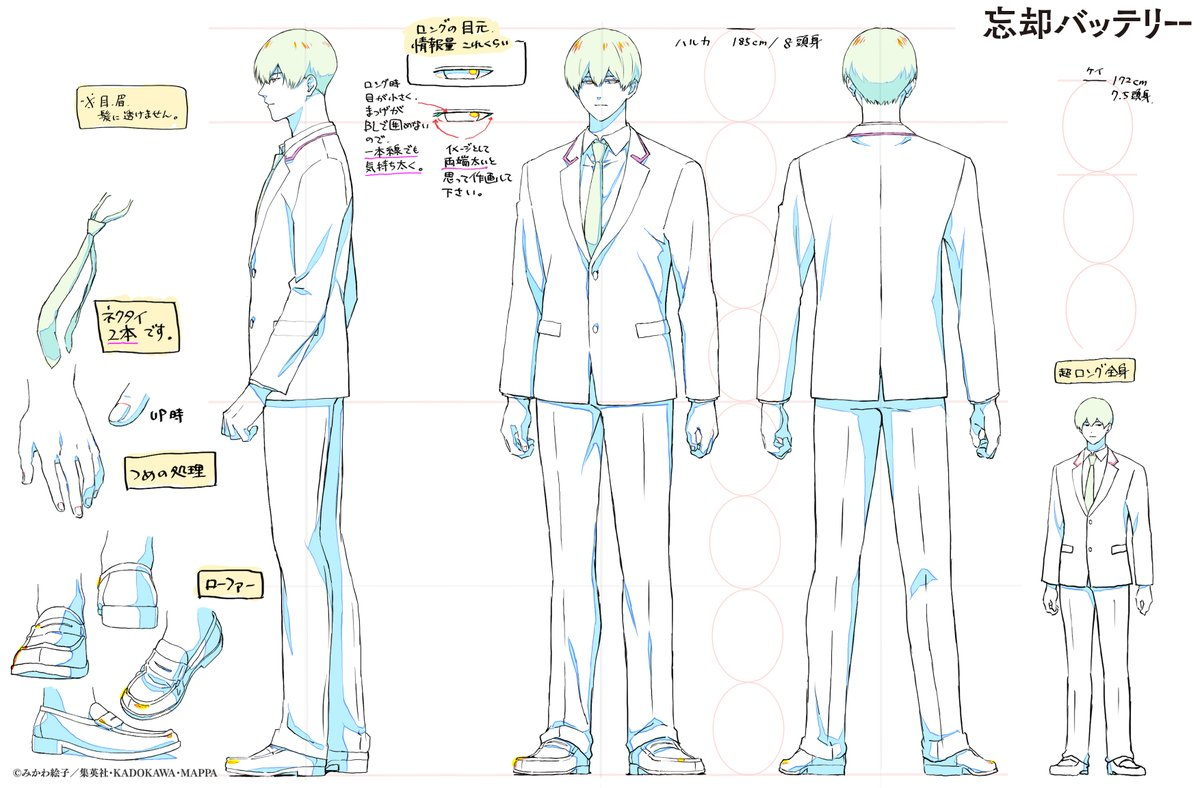 忘却バッテリー
ロングの目元
情報量 これくらい
ハルカ 185cm/8頭身
ケイ
172cm
7.5頭身
※目、眉、
髪に透けません。
ロング時
目が小さく、
まつげが
BLで囲めない
ので、
一本線でも
気持ち太く。
イメージとして
両端太いと
思って作画して
下さい。
ネクタイ
2本です。
UP時
つめの処理
ローファー
超ロング全身
©みかわ絵子/集英社・KADOKAWA・MAPPA